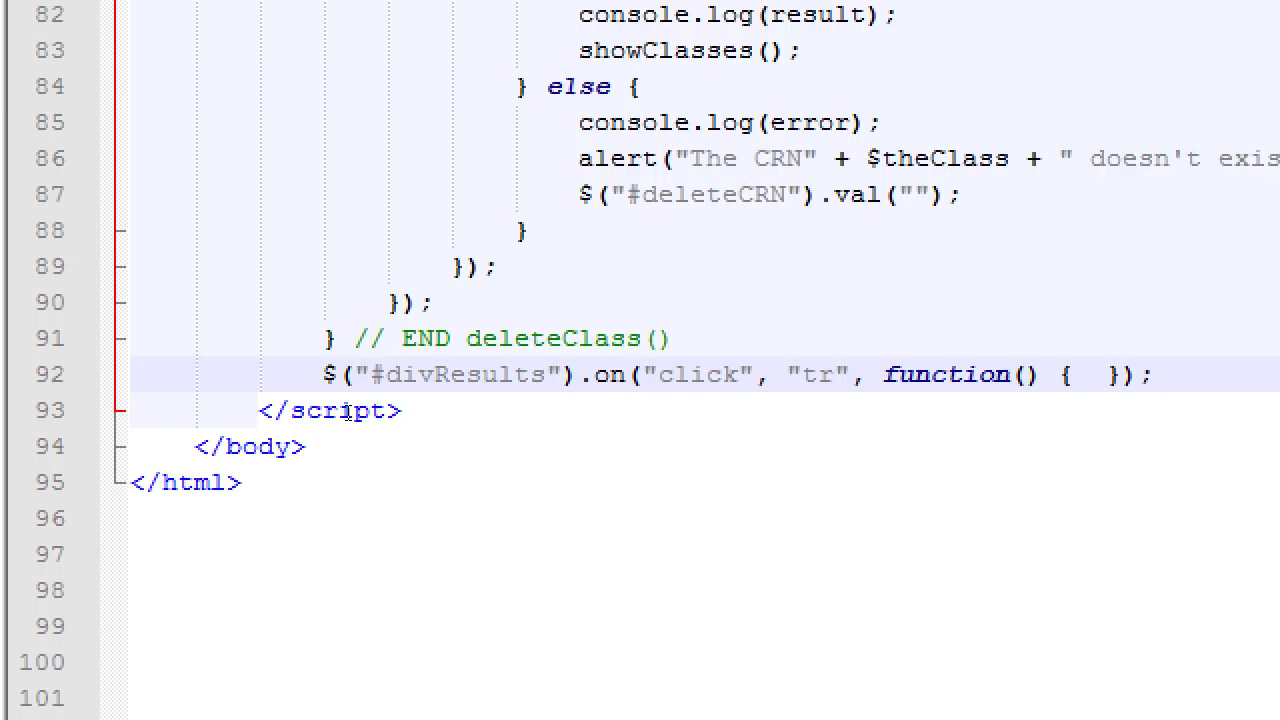 82 console.log(result);
83 showClasses();
84 } else {
85 console.log(error);
86 alert("The CRN" + $theClass + " doesn't exis
87 $("#deleteCRN").val("");
88 }
89 });
90 });
91 } // END deleteClass()
92 $("#divResults").on("click", "tr", function() {  });
93 </script>
94 </body>
95 </html>
96
97
98
99
100
101